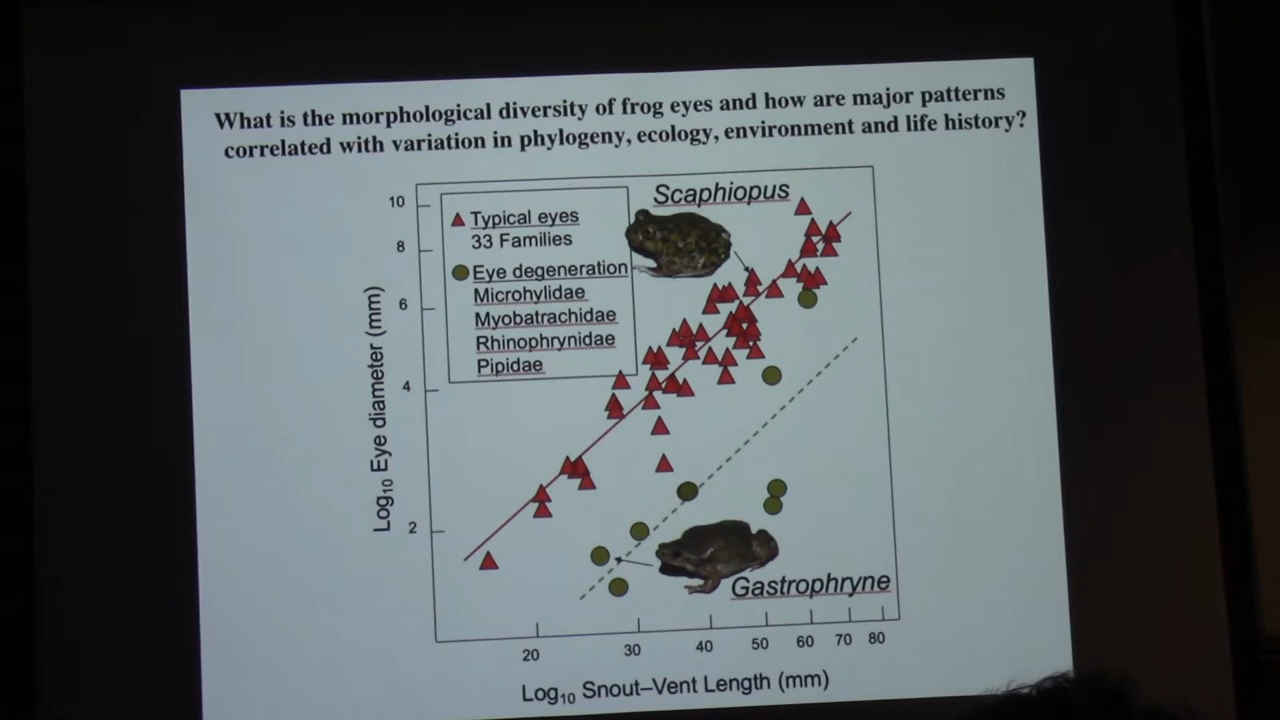 What is the morphological diversity of frog eyes and how are major patterns
correlated with variation in phylogeny, ecology, environment and life history?
Scaphiopus
Typical eyes
33 Families
Eye degeneration
Microhylidae
Myobatrachidae
Rhinophrynidae
Pipidae
Log10 Eye diameter (mm)
10
8
6
4
2
Gastrophryne
20
30
40
50
60
70
80
Log10 Snout–Vent Length (mm)